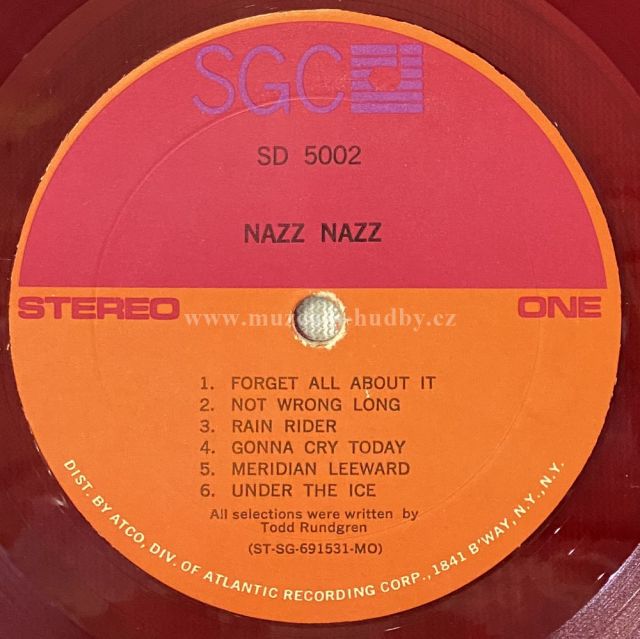 SGC
SD 5002
NAZZ NAZZ
STEREO
ONE
1. FORGET ALL ABOUT IT
2. NOT WRONG LONG
3. RAIN RIDER
4. GONNA CRY TODAY
5. MERIDIAN LEEWARD
6. UNDER THE ICE
All selections were written by
Todd Rundgren
(ST-SG-691531-MO)
DIST. BY ATCO, DIV. OF ATLANTIC RECORDING CORP., 1841 B'WAY, N.Y., N.Y.